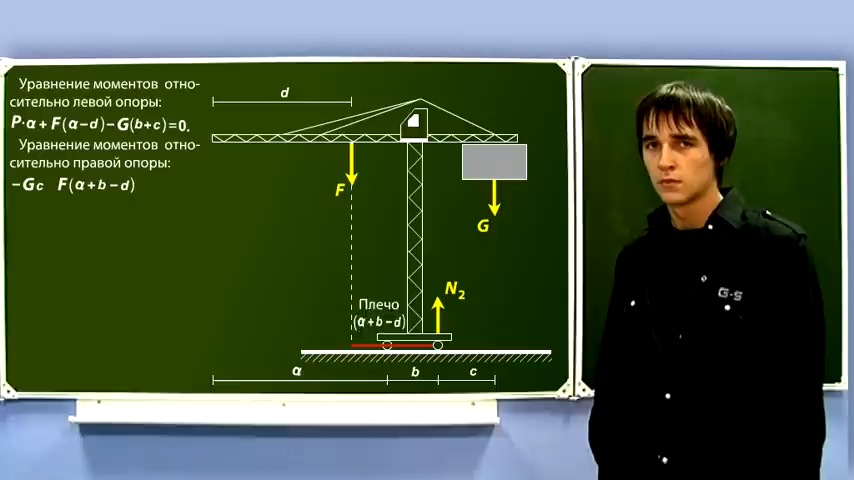 Уравнение моментов отно-
сительно левой опоры:
P·a+F(a-d)-G(b+c)=0.
Уравнение моментов отно-
сительно правой опоры:
-Gc F(a+b-d)
d
F
G
N₂
Плечо
(a+b-d)
a
b
c
G-S